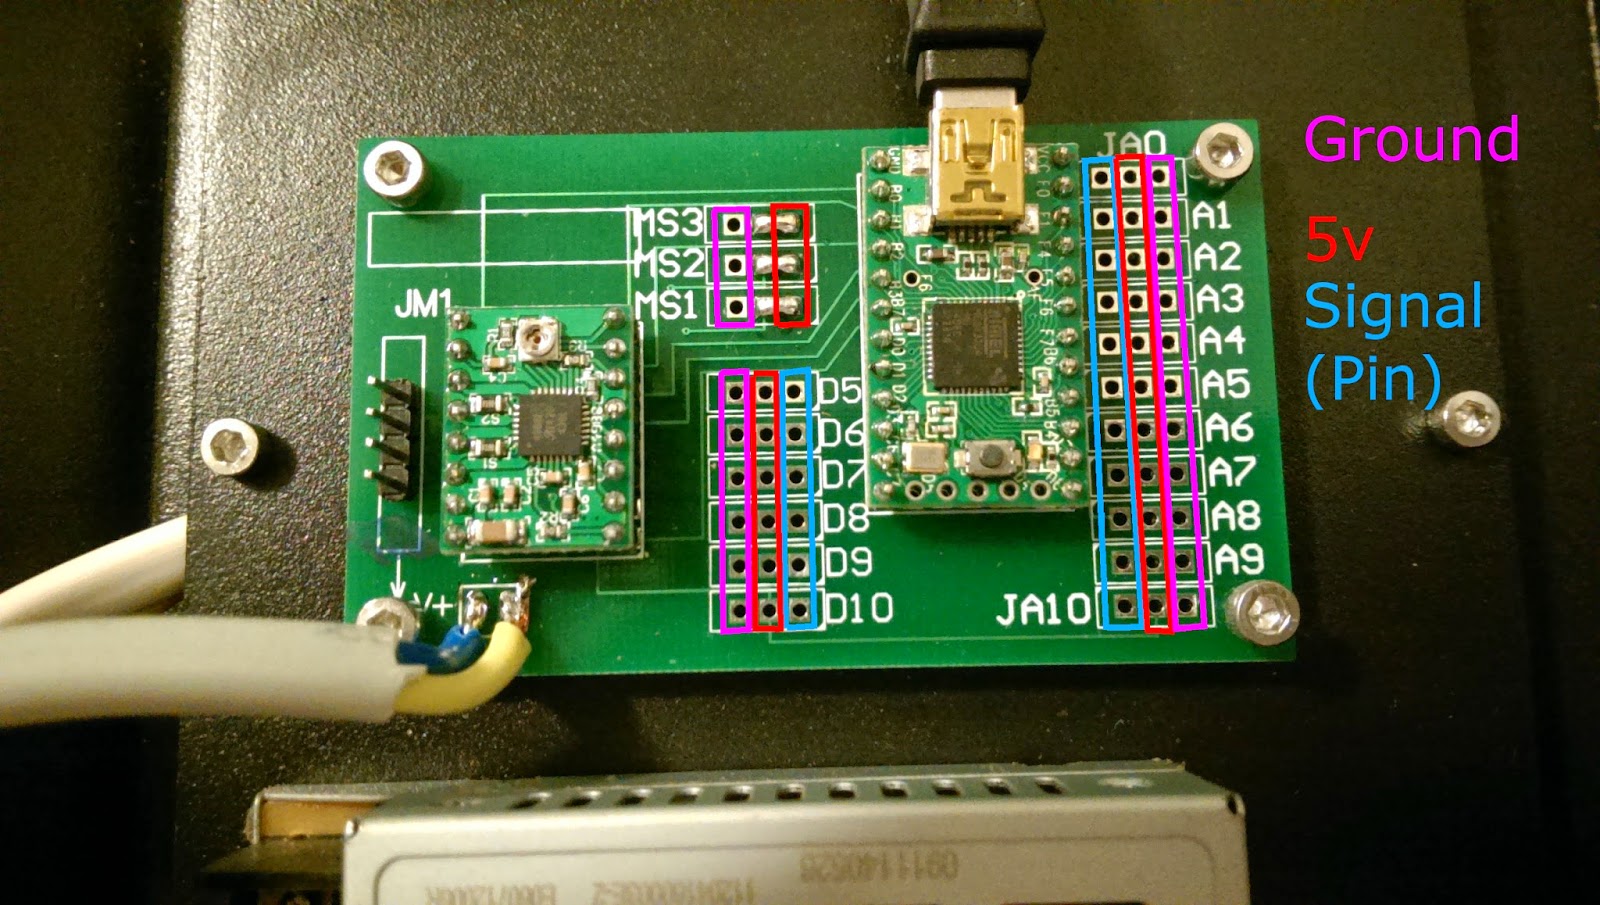 Ground
5v
Signal
(Pin)
JA0
MS3
MS2
MS1
JM1
A1
A2
A3
A4
A5
A6
A7
A8
A9
JA10
D5
D6
D7
D8
D9
D10
V+
0911140626